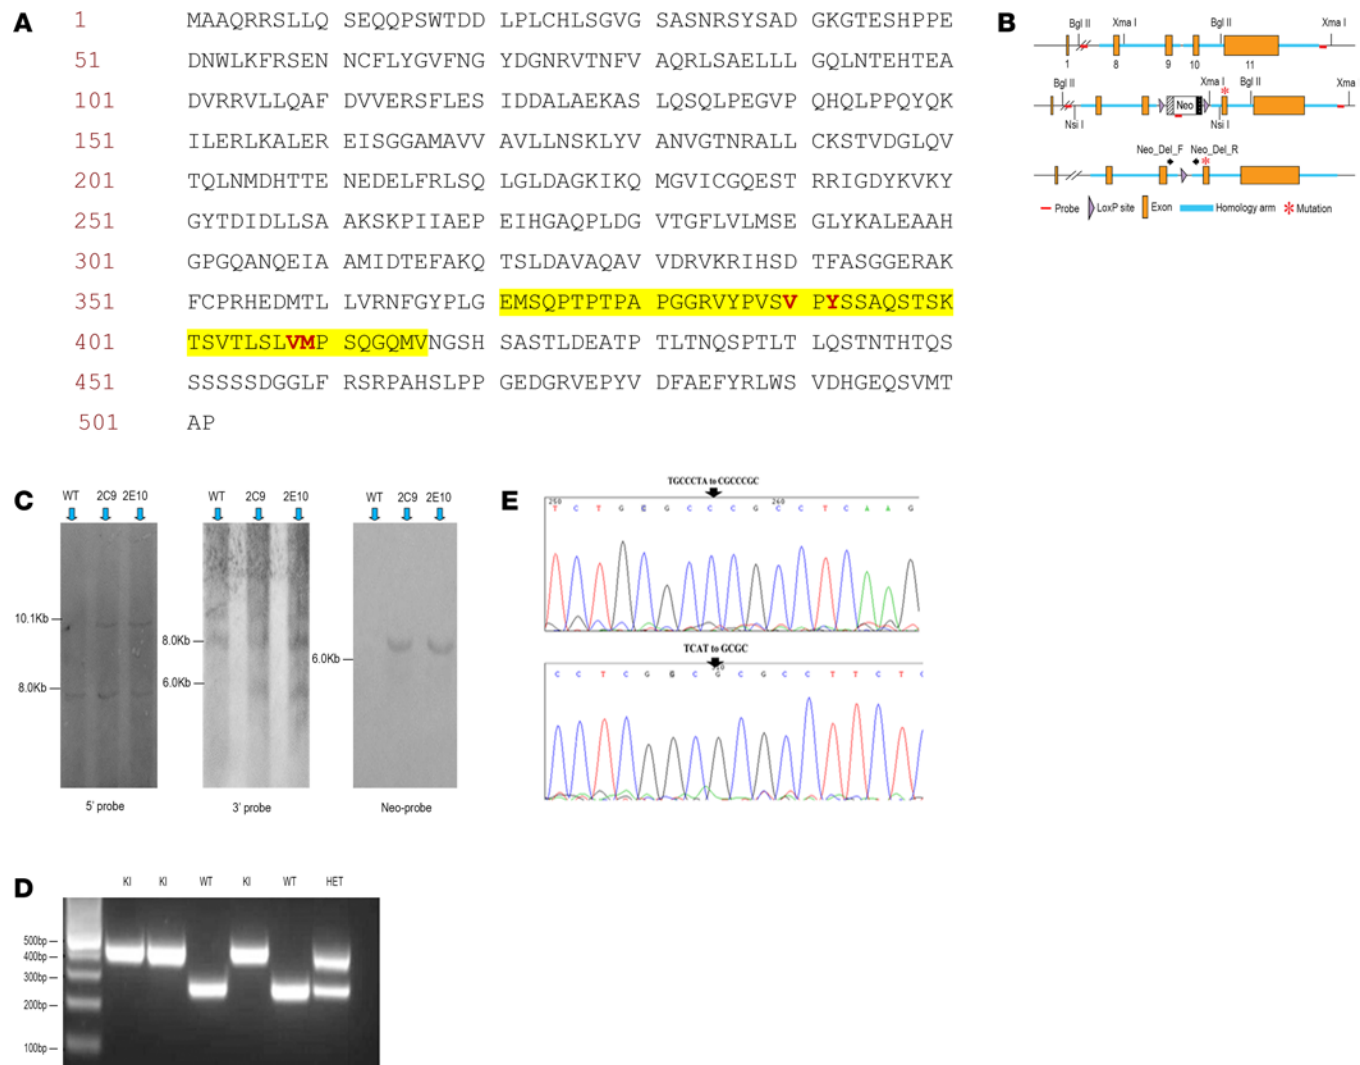 A
1 MAAQRRSLLQ SEQQPSWTDD LPLCHLSGVG SASNRSYSAD GKGTESHPPE
51 DNWLKFRSEN NCFLYGVFNG YDGNRVTNFV AQRLSAELLL GQLNTEHTEA
101 DVRRVLLQAF DVVERSFLES IDDALAEKAS LQSQLPEGVP QHQLPPQYQK
151 ILERLKALER EISGGAMAVV AVLLNSKLYV ANVGTNRALL CKSTVDGLQV
201 TQLNMDHTTE NEDELFRLSQ LGLDAGKIKQ MGVICGQEST RRIGDYKVKY
251 GYTDIDLLSA AKSKPIIAEP EIHGAQPLDG VTGFLVLMSE GLYKALEAAH
301 GPGQANQEIA AMIDTEFAKQ TSLDAVAQAV VDRVKRIHSD TFASGGERAK
351 FCPRHEDMTL LVRNFGYPLG EMSQPTPTPA PGGRVYPVSV PYSSAQSTSK
401 TSVTLSLVMP SQGQMVNGSH SASTLDEATP TLTNQSPTLT LQSTNTHTQS
451 SSSSSDGGLF RSRPAHSLPP GEDGRVEPYV DFAEFYRLWS VDHGEQSVMT
501 AP
B
Bgl II Xma I Bgl II Xma I
1 8 9 10 11
Bgl II Xma I Bgl II Xma
Neo
Nsi I Nsi I
Neo_Del_F Neo_Del_R
Probe LoxP site Exon Homology arm Mutation
C
WT 2C9 2E10
10.1Kb
8.0Kb
5' probe
WT 2C9 2E10
8.0Kb
6.0Kb
3' probe
WT 2C9 2E10
6.0Kb
Neo-probe
E
TGCCCTA to CGCCCGC
250 260
T C T G E G C C C G C C T C A A G
TCAT to GCGC
C C T C G G C G C G C C T T C T C
D
KI KI WT KI WT HET
500bp
400bp
300bp
200bp
100bp